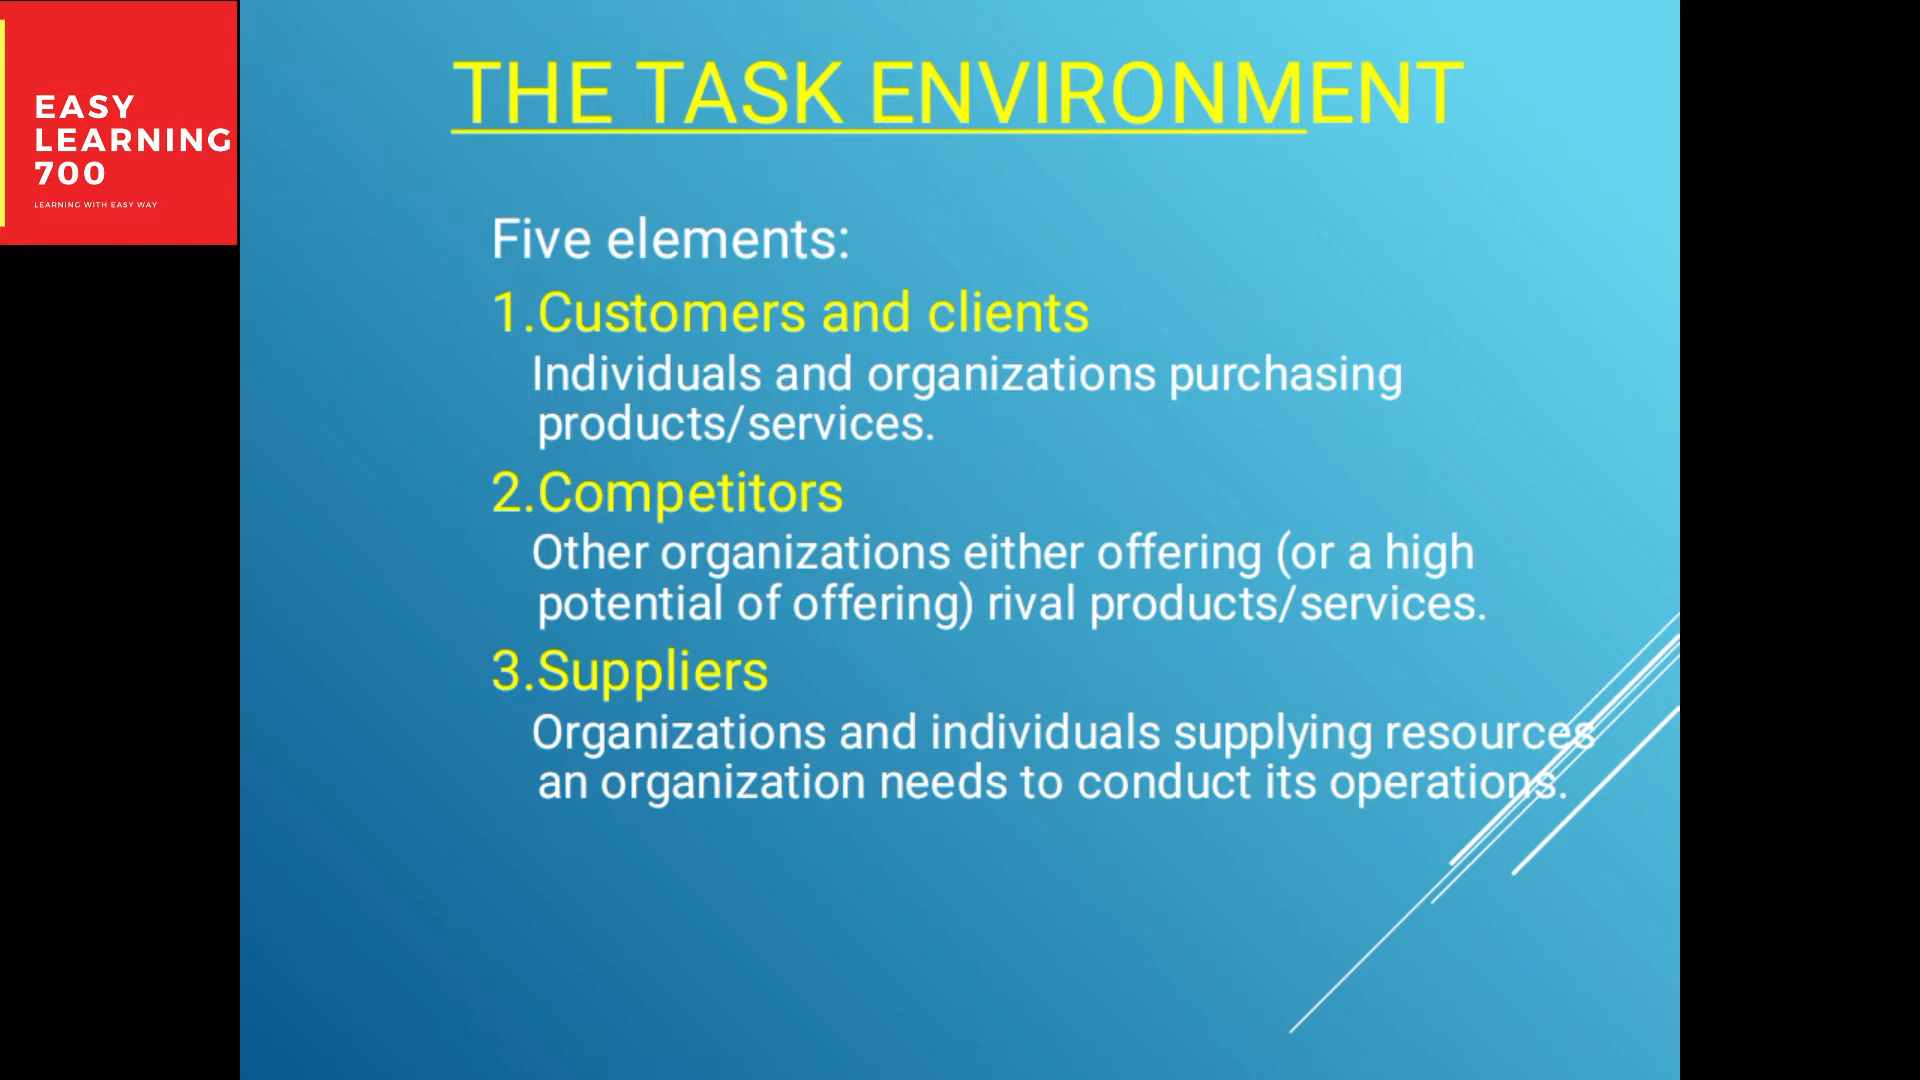 EASY
LEARNING
700
LEARNING WITH EASY WAY
THE TASK ENVIRONMENT
Five elements:
1.Customers and clients
Individuals and organizations purchasing
products/services.
2.Competitors
Other organizations either offering (or a high
potential of offering) rival products/services.
3.Suppliers
Organizations and individuals supplying resources
an organization needs to conduct its operations.